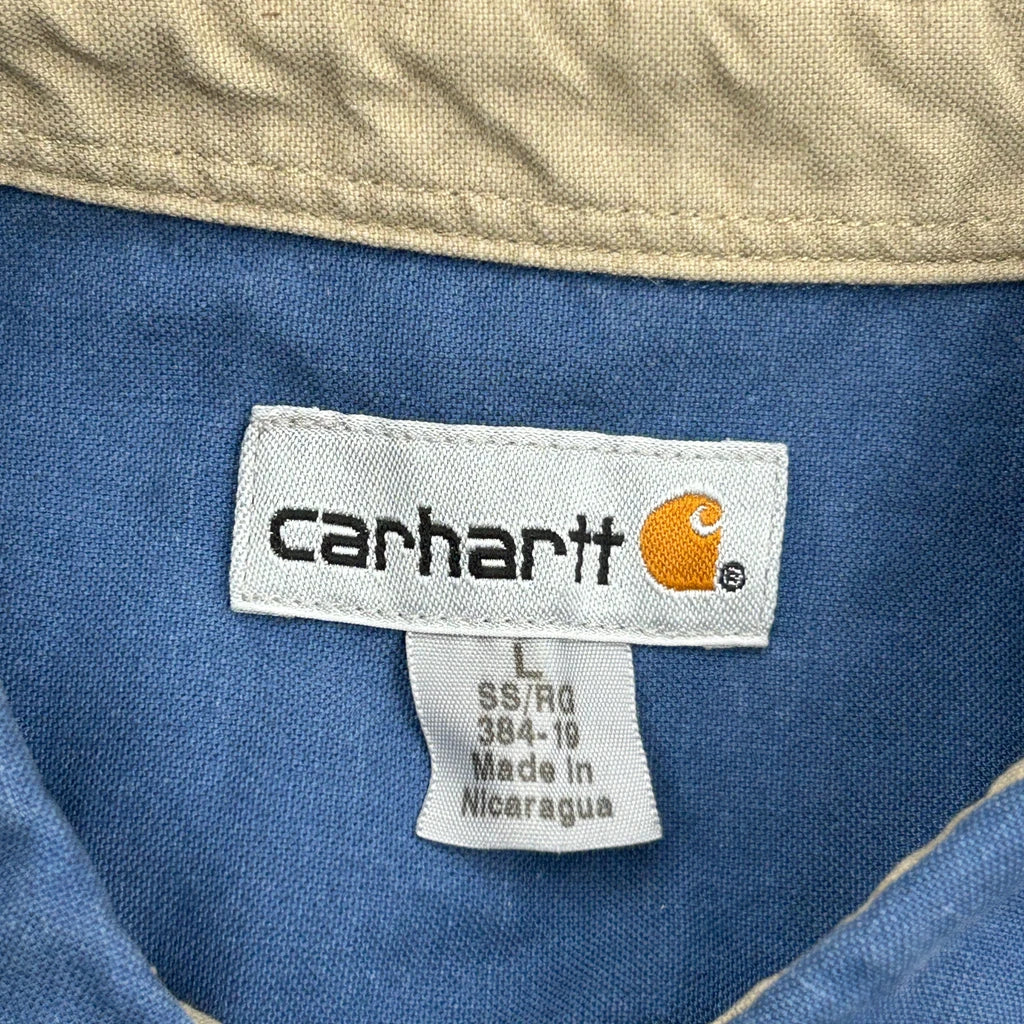 carhartt ®
L
SS/RG
384-19
Made In
Nicaragua